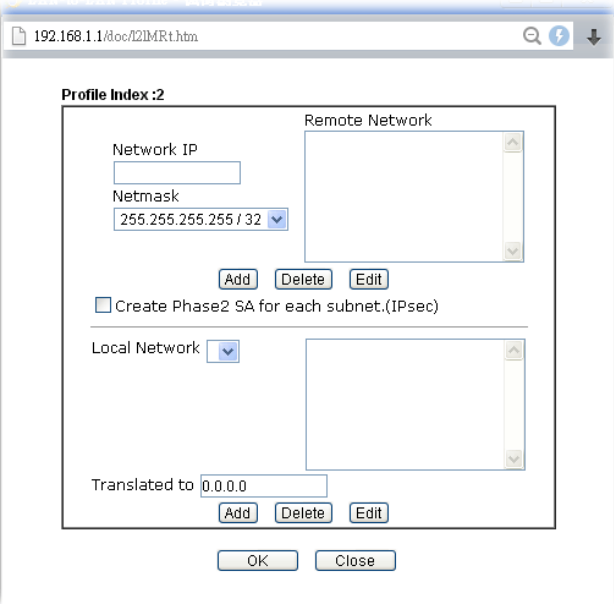 192.168.1.1/doc/l2lMRt.htm
Profile Index :2
Remote Network
Network IP
Netmask
255.255.255.255 / 32
Add Delete Edit
Create Phase2 SA for each subnet.(IPsec)
Local Network
Translated to 0.0.0.0
Add Delete Edit
OK Close